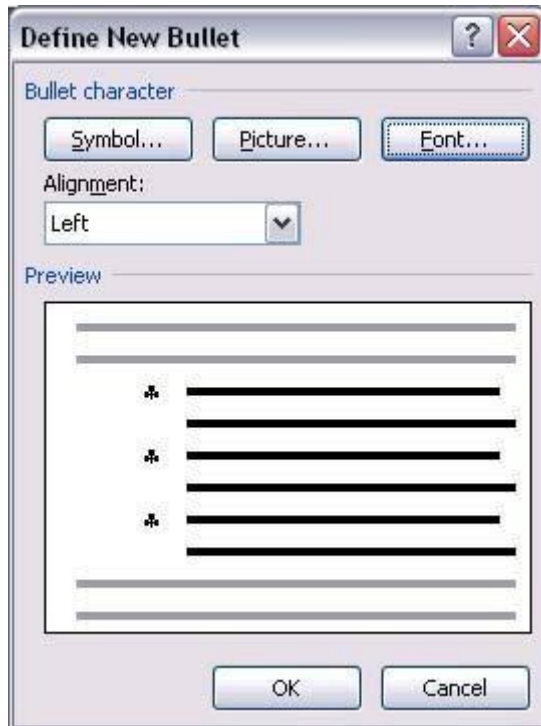 Define New Bullet
Bullet character
Symbol... Picture... Font...
Alignment:
Left
Preview
OK Cancel